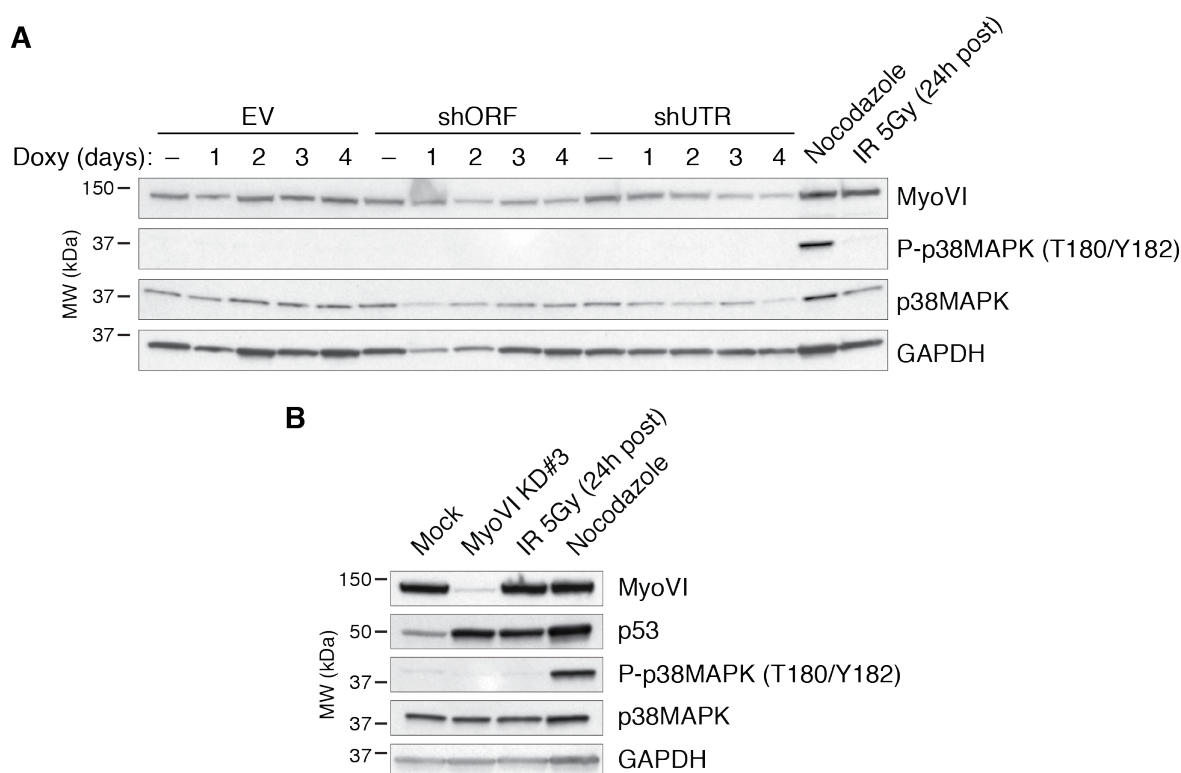 A
EV shORF shUTR Nocodazole IR 5Gy (24h post)
Doxy (days): – 1 2 3 4 – 1 2 3 4 – 1 2 3 4
MW (kDa)
150 MyoVI
37 P-p38MAPK (T180/Y182)
37 p38MAPK
37 GAPDH
B
Mock MyoVI KD#3 IR 5Gy (24h post) Nocodazole
MW (kDa)
150 MyoVI
50 p53
37 P-p38MAPK (T180/Y182)
37 p38MAPK
37 GAPDH